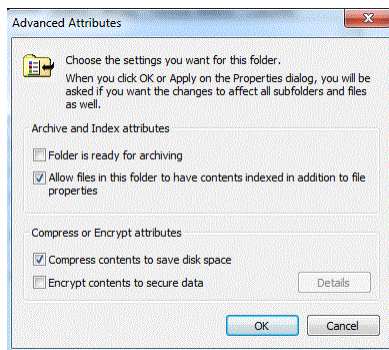 Advanced Attributes
Choose the settings you want for this folder.
When you click OK or Apply on the Properties dialog, you will be
asked if you want the changes to affect all subfolders and files
as well.
Archive and Index attributes
Folder is ready for archiving
Allow files in this folder to have contents indexed in addition to file
properties
Compress or Encrypt attributes
Compress contents to save disk space
Encrypt contents to secure data
Details
OK
Cancel